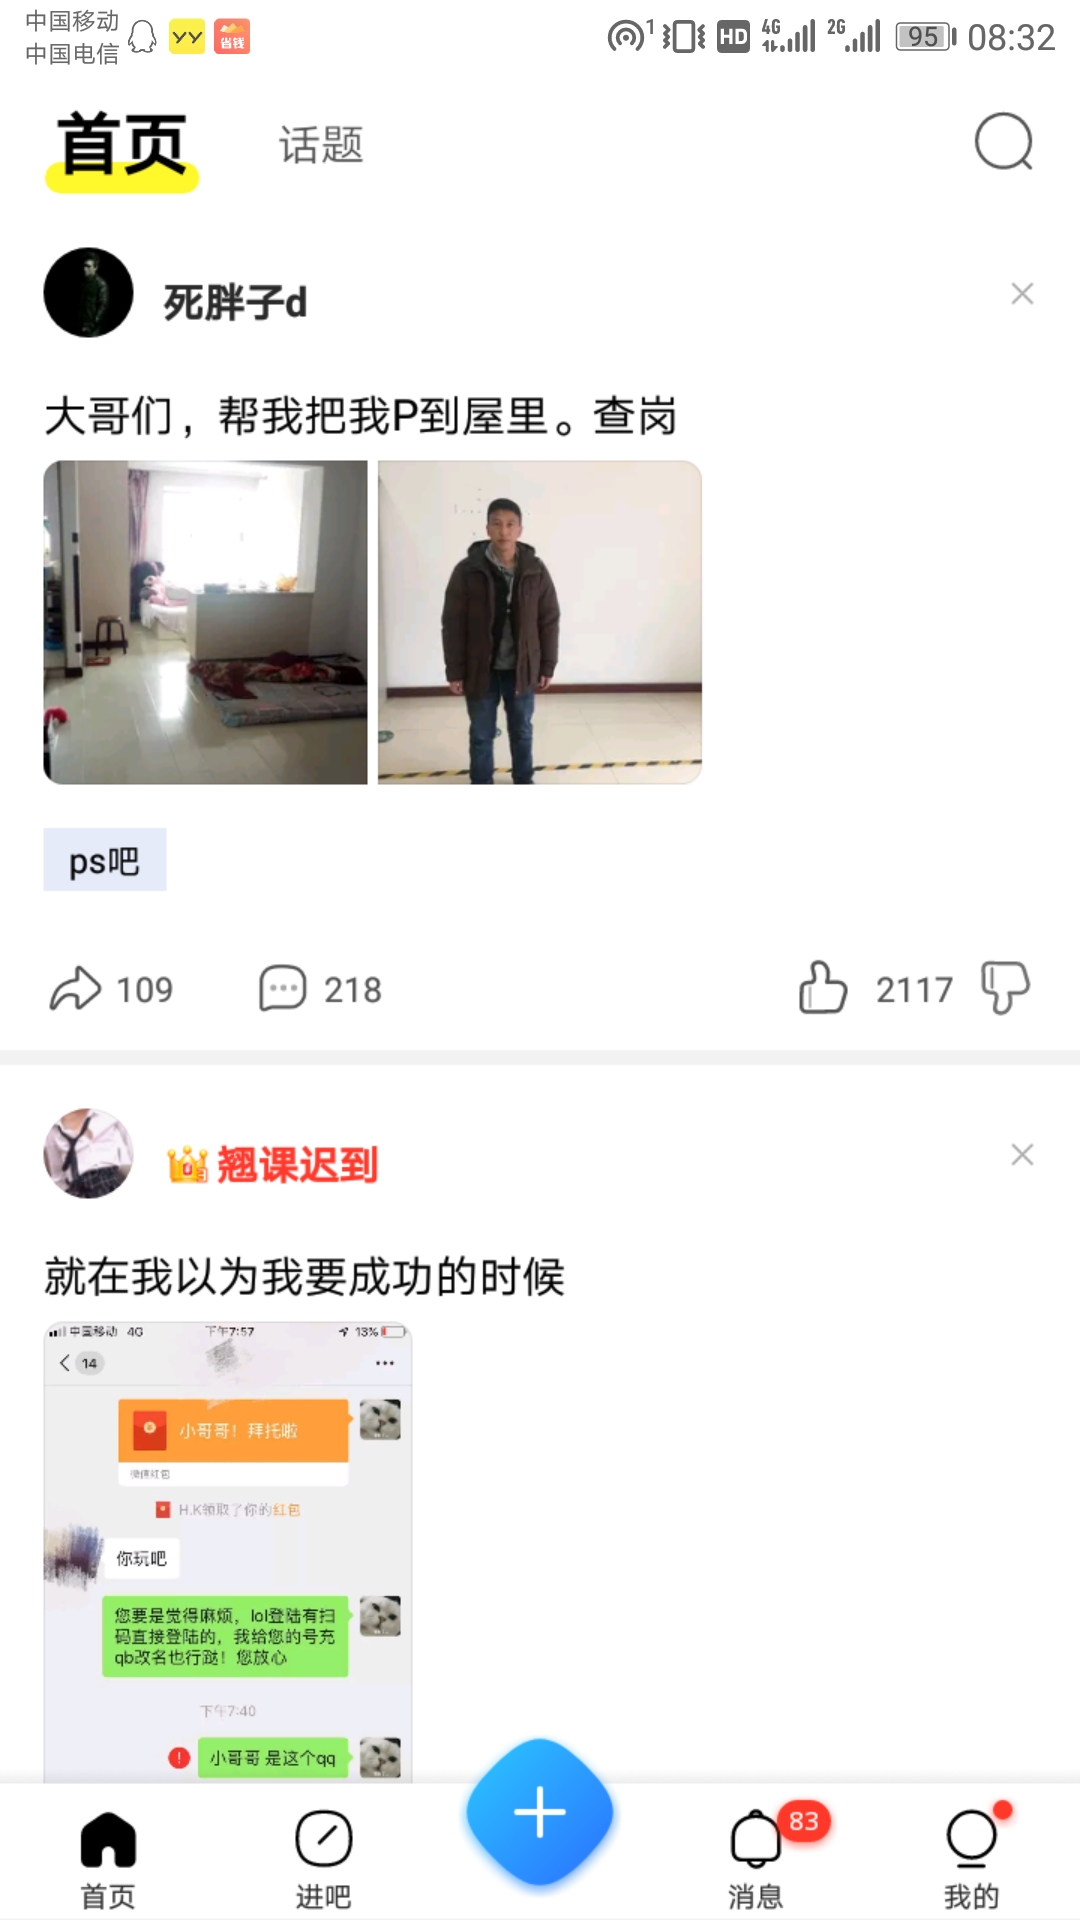 中国移动
中国电信
YY
省钱
1 HD 4G 2G 95 08:32
首页 话题
死胖子d
大哥们，帮我把我P到屋里。查岗
ps吧
109 218 2117
翘课迟到
就在我以为我要成功的时候
中国移动 4G 下午7:57 13%
14
小哥哥！拜托啦
微信红包
H.K领取了你的红包
你玩吧
您要是觉得麻烦，lol登陆有扫
码直接登陆的，我给您的号充
qb改名也行哒！您放心
下午7:40
小哥哥 是这个qq
83
首页 进吧 消息 我的